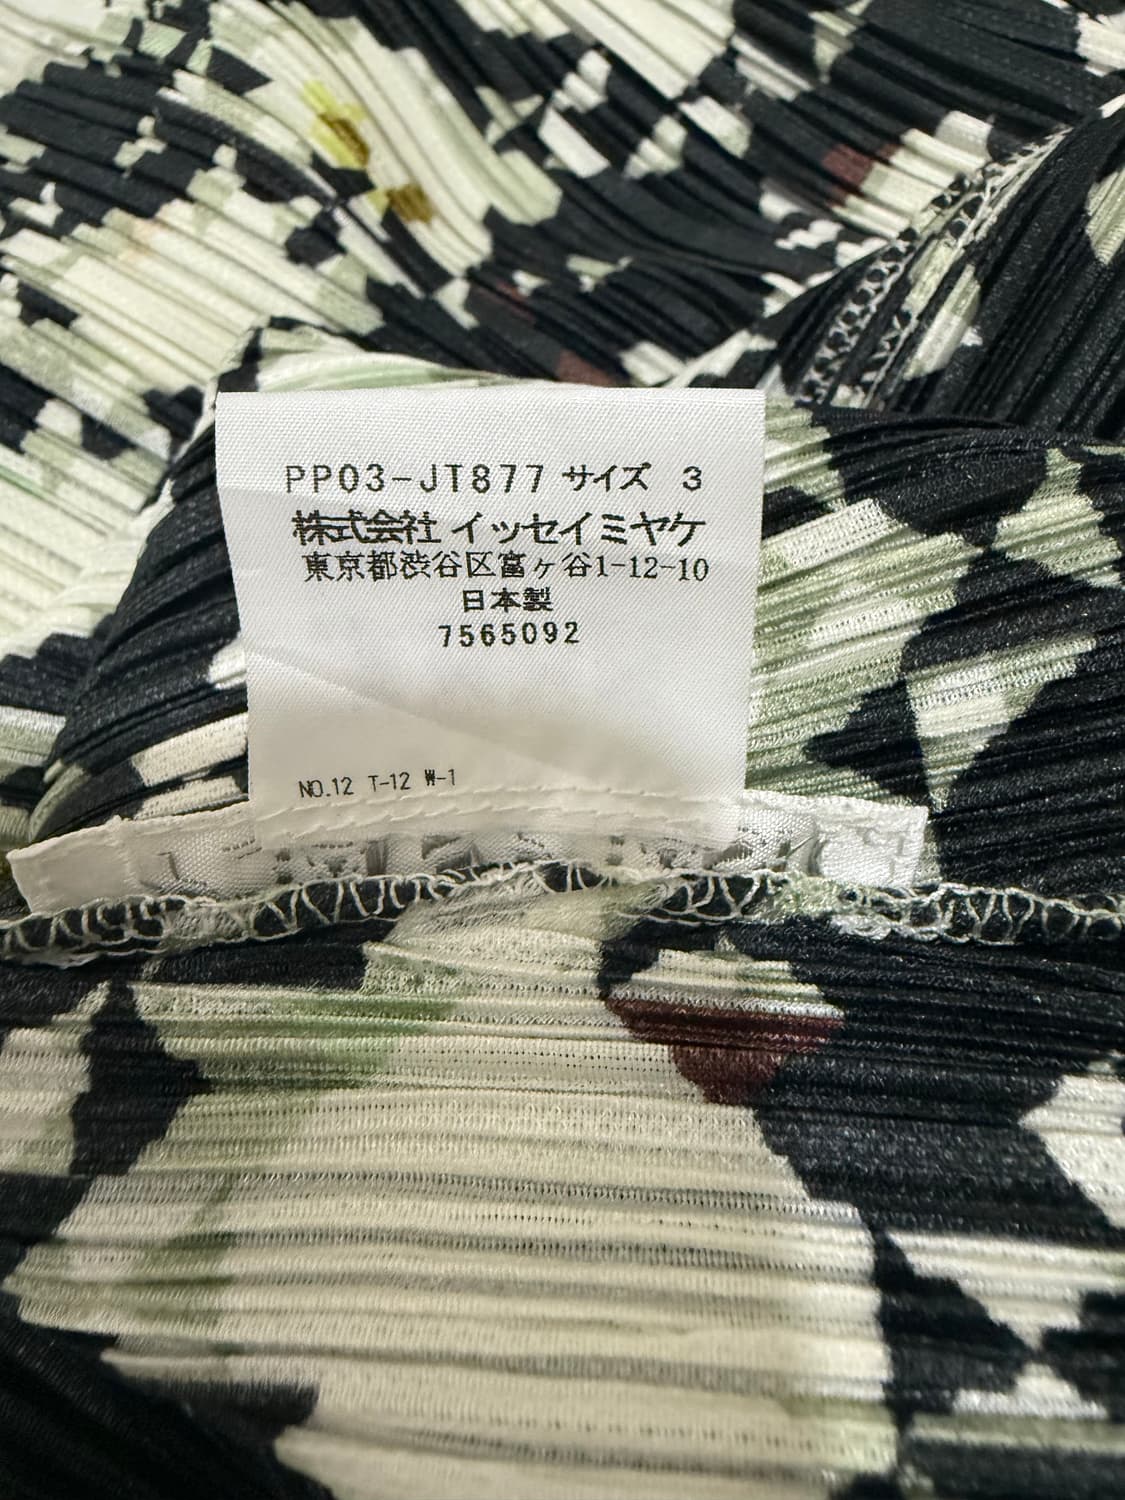 PP03-JT877 サイズ 3
株式会社 イッセイミヤケ
東京都渋谷区富ヶ谷1-12-10
日本製
7565092
NO.12 T-12 W-1